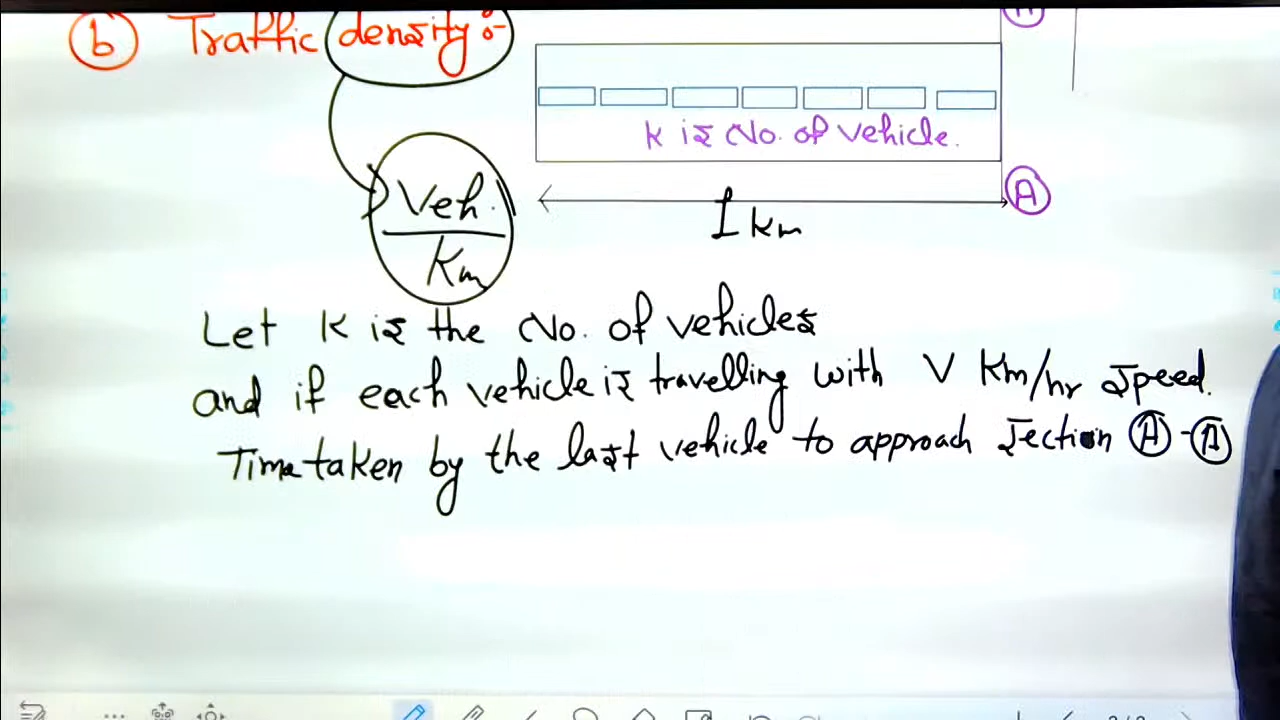 (b) Traffic density :-
K is No. of vehicle.
A
1 Km
Veh.
Km
Let K is the No. of vehicles
and if each vehicle is travelling with V Km/hr speed.
Time taken by the last vehicle to approach section A-A